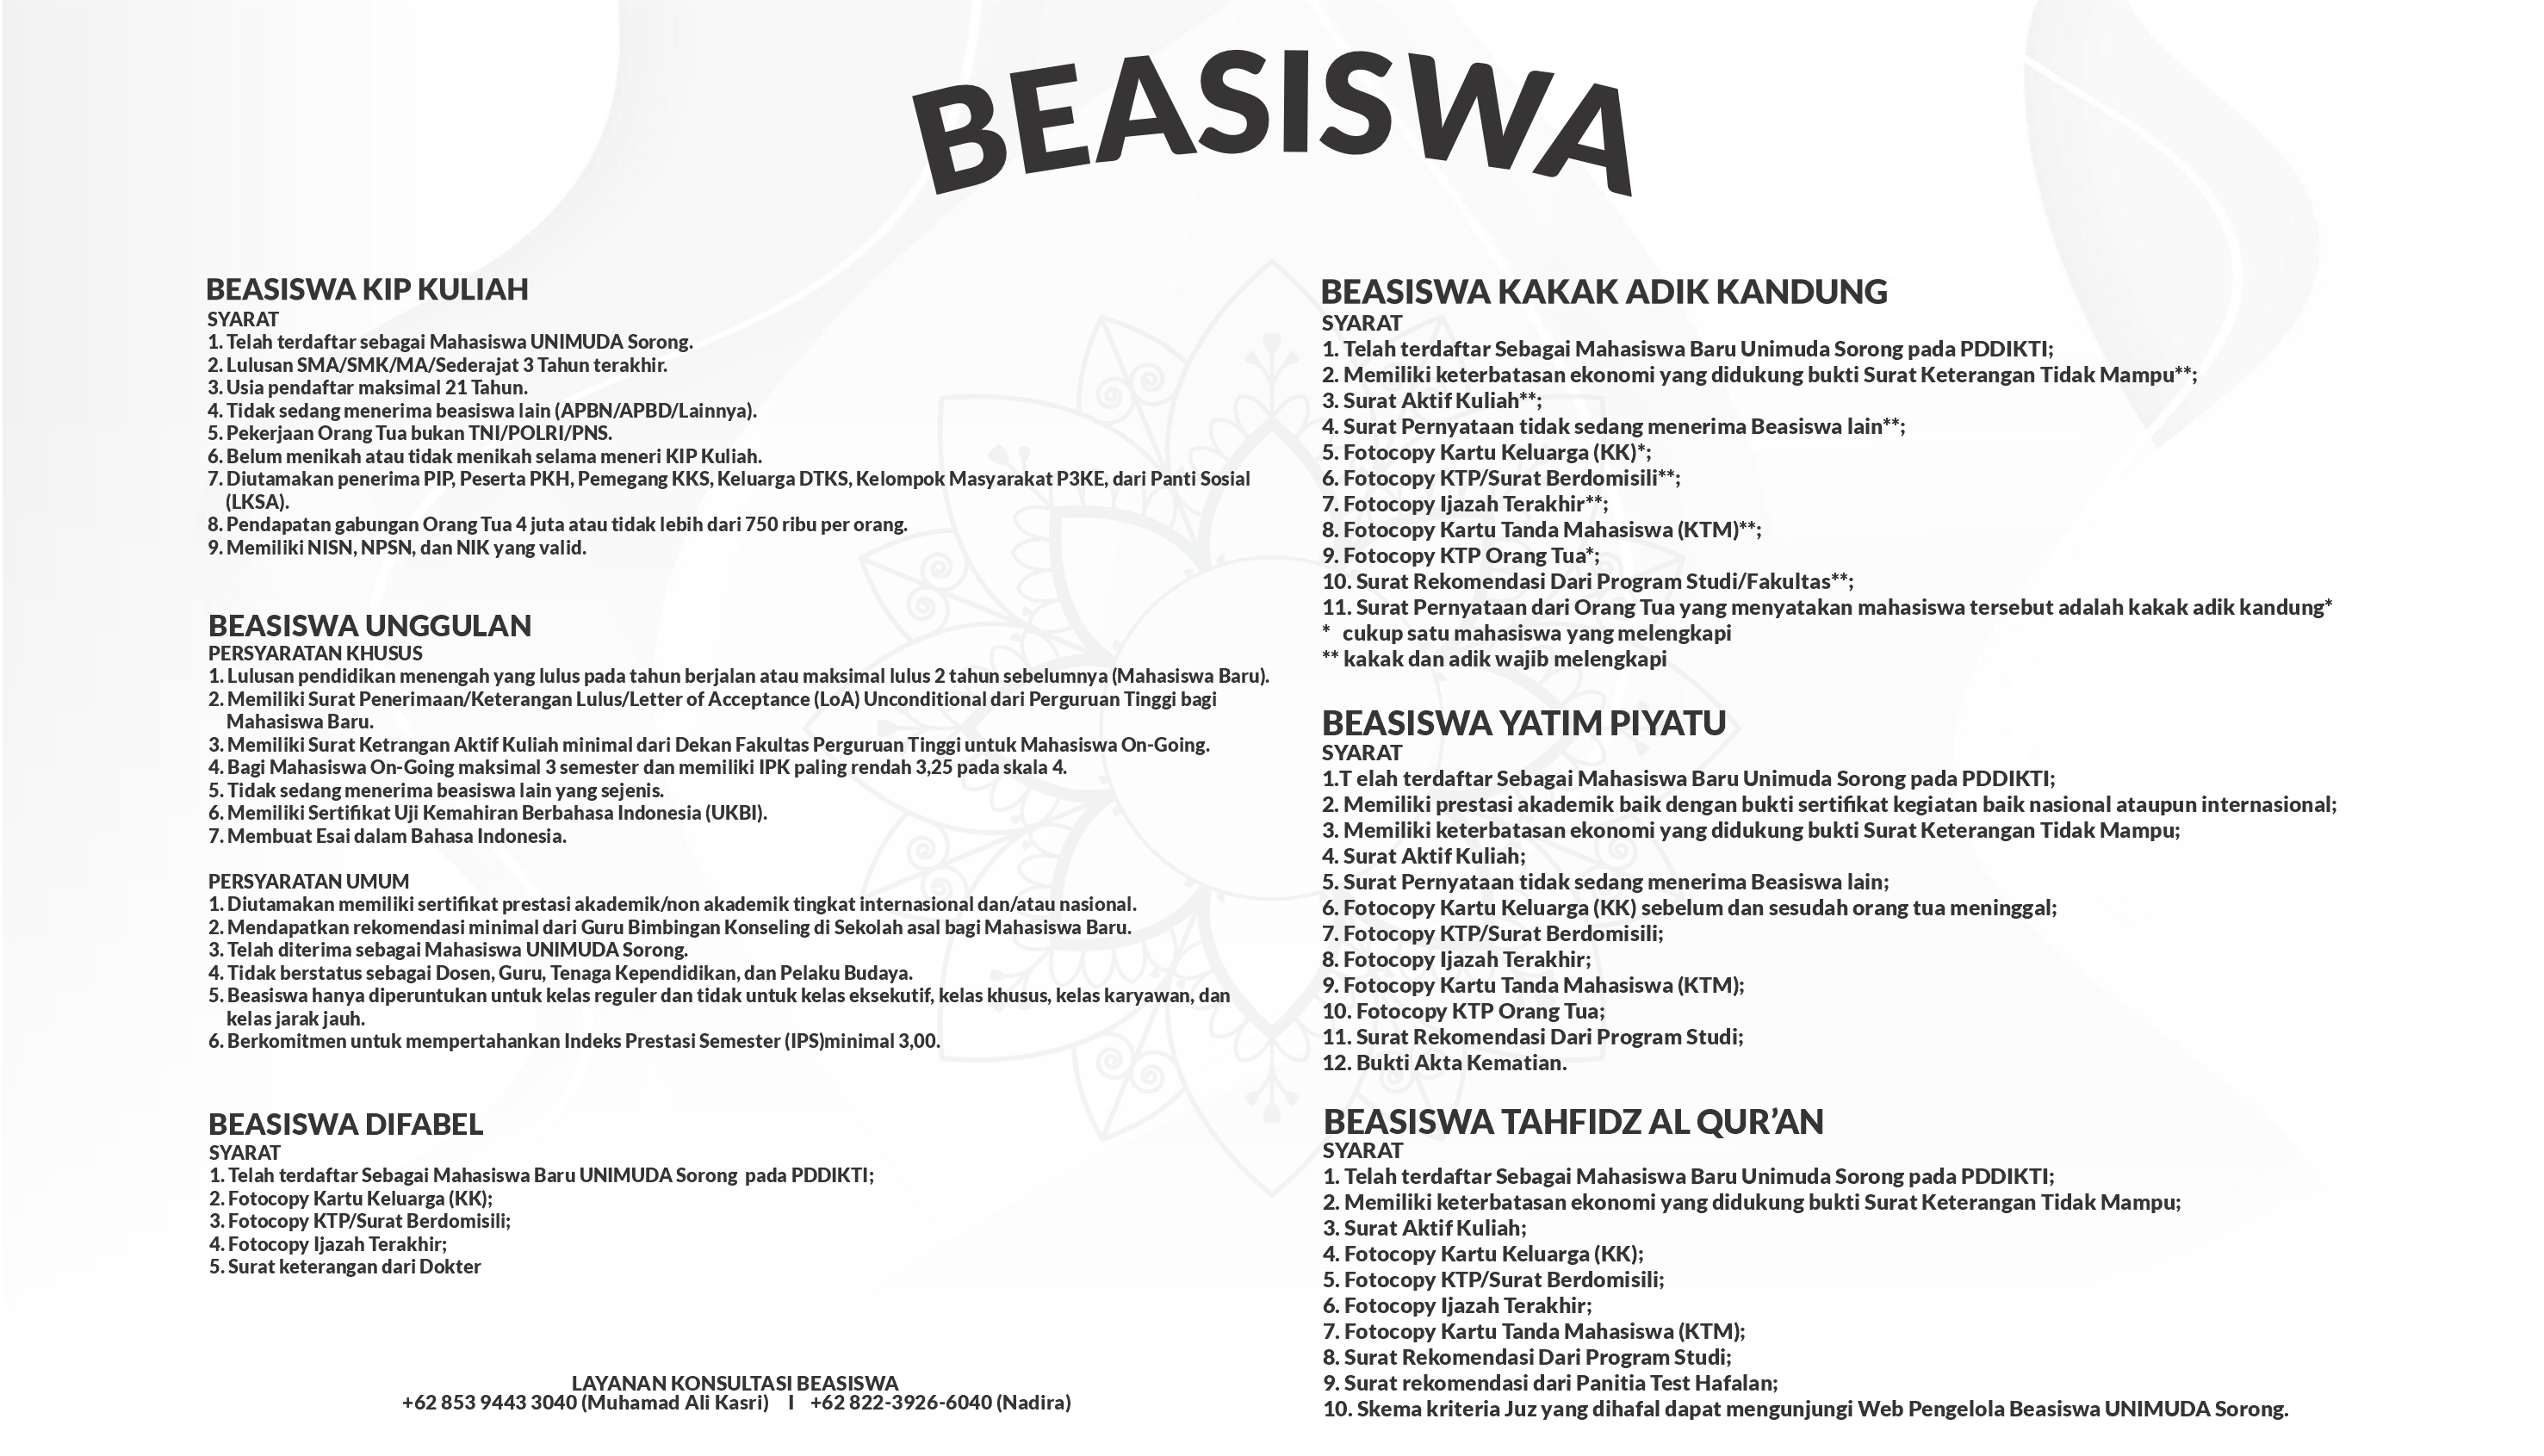 BEASISWA
BEASISWA KIP KULIAH
SYARAT
1. Telah terdaftar sebagai Mahasiswa UNIMUDA Sorong.
2. Lulusan SMA/SMK/MA/Sederajat 3 Tahun terakhir.
3. Usia pendaftar maksimal 21 Tahun.
4. Tidak sedang menerima beasiswa lain (APBN/APBD/Lainnya).
5. Pekerjaan Orang Tua bukan TNI/POLRI/PNS.
6. Belum menikah atau tidak menikah selama meneri KIP Kuliah.
7. Diutamakan penerima PIP, Peserta PKH, Pemegang KKS, Keluarga DTKS, Kelompok Masyarakat P3KE, dari Panti Sosial
(LKSA).
8. Pendapatan gabungan Orang Tua 4 juta atau tidak lebih dari 750 ribu per orang.
9. Memiliki NISN, NPSN, dan NIK yang valid.
BEASISWA UNGGULAN
PERSYARATAN KHUSUS
1. Lulusan pendidikan menengah yang lulus pada tahun berjalan atau maksimal lulus 2 tahun sebelumnya (Mahasiswa Baru).
2. Memiliki Surat Penerimaan/Keterangan Lulus/Letter of Acceptance (LoA) Unconditional dari Perguruan Tinggi bagi
Mahasiswa Baru.
3. Memiliki Surat Ketrangan Aktif Kuliah minimal dari Dekan Fakultas Perguruan Tinggi untuk Mahasiswa On-Going.
4. Bagi Mahasiswa On-Going maksimal 3 semester dan memiliki IPK paling rendah 3,25 pada skala 4.
5. Tidak sedang menerima beasiswa lain yang sejenis.
6. Memiliki Sertifikat Uji Kemahiran Berbahasa Indonesia (UKBI).
7. Membuat Esai dalam Bahasa Indonesia.
PERSYARATAN UMUM
1. Diutamakan memiliki sertifikat prestasi akademik/non akademik tingkat internasional dan/atau nasional.
2. Mendapatkan rekomendasi minimal dari Guru Bimbingan Konseling di Sekolah asal bagi Mahasiswa Baru.
3. Telah diterima sebagai Mahasiswa UNIMUDA Sorong.
4. Tidak berstatus sebagai Dosen, Guru, Tenaga Kependidikan, dan Pelaku Budaya.
5. Beasiswa hanya diperuntukan untuk kelas reguler dan tidak untuk kelas eksekutif, kelas khusus, kelas karyawan, dan
kelas jarak jauh.
6. Berkomitmen untuk mempertahankan Indeks Prestasi Semester (IPS)minimal 3,00.
BEASISWA DIFABEL
SYARAT
1. Telah terdaftar Sebagai Mahasiswa Baru UNIMUDA Sorong pada PDDIKTI;
2. Fotocopy Kartu Keluarga (KK);
3. Fotocopy KTP/Surat Berdomisili;
4. Fotocopy Ijazah Terakhir;
5. Surat keterangan dari Dokter
LAYANAN KONSULTASI BEASISWA
+62 853 9443 3040 (Muhamad Ali Kasri) I +62 822-3926-6040 (Nadira)
BEASISWA KAKAK ADIK KANDUNG
SYARAT
1. Telah terdaftar Sebagai Mahasiswa Baru Unimuda Sorong pada PDDIKTI;
2. Memiliki keterbatasan ekonomi yang didukung bukti Surat Keterangan Tidak Mampu**;
3. Surat Aktif Kuliah**;
4. Surat Pernyataan tidak sedang menerima Beasiswa lain**;
5. Fotocopy Kartu Keluarga (KK)*;
6. Fotocopy KTP/Surat Berdomisili**;
7. Fotocopy Ijazah Terakhir**;
8. Fotocopy Kartu Tanda Mahasiswa (KTM)**;
9. Fotocopy KTP Orang Tua*;
10. Surat Rekomendasi Dari Program Studi/Fakultas**;
11. Surat Pernyataan dari Orang Tua yang menyatakan mahasiswa tersebut adalah kakak adik kandung*
* cukup satu mahasiswa yang melengkapi
** kakak dan adik wajib melengkapi
BEASISWA YATIM PIYATU
SYARAT
1.T elah terdaftar Sebagai Mahasiswa Baru Unimuda Sorong pada PDDIKTI;
2. Memiliki prestasi akademik baik dengan bukti sertifikat kegiatan baik nasional ataupun internasional;
3. Memiliki keterbatasan ekonomi yang didukung bukti Surat Keterangan Tidak Mampu;
4. Surat Aktif Kuliah;
5. Surat Pernyataan tidak sedang menerima Beasiswa lain;
6. Fotocopy Kartu Keluarga (KK) sebelum dan sesudah orang tua meninggal;
7. Fotocopy KTP/Surat Berdomisili;
8. Fotocopy Ijazah Terakhir;
9. Fotocopy Kartu Tanda Mahasiswa (KTM);
10. Fotocopy KTP Orang Tua;
11. Surat Rekomendasi Dari Program Studi;
12. Bukti Akta Kematian.
BEASISWA TAHFIDZ AL QUR’AN
SYARAT
1. Telah terdaftar Sebagai Mahasiswa Baru Unimuda Sorong pada PDDIKTI;
2. Memiliki keterbatasan ekonomi yang didukung bukti Surat Keterangan Tidak Mampu;
3. Surat Aktif Kuliah;
4. Fotocopy Kartu Keluarga (KK);
5. Fotocopy KTP/Surat Berdomisili;
6. Fotocopy Ijazah Terakhir;
7. Fotocopy Kartu Tanda Mahasiswa (KTM);
8. Surat Rekomendasi Dari Program Studi;
9. Surat rekomendasi dari Panitia Test Hafalan;
10. Skema kriteria Juz yang dihafal dapat mengunjungi Web Pengelola Beasiswa UNIMUDA Sorong.